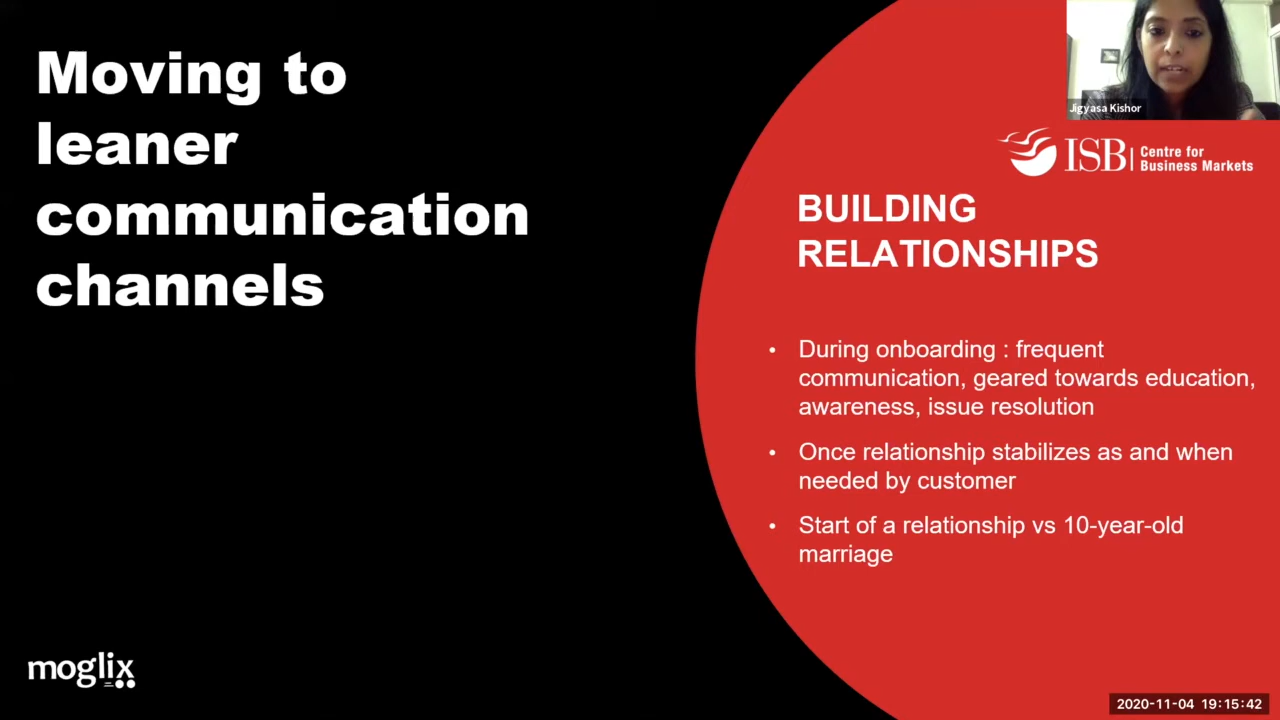 Moving to
leaner
communication
channels
Jigyasa Kishor
ISB
Centre for
Business Markets
BUILDING
RELATIONSHIPS
• During onboarding : frequent
communication, geared towards education,
awareness, issue resolution
• Once relationship stabilizes as and when
needed by customer
• Start of a relationship vs 10-year-old
marriage
moglix
2020-11-04 19:15:42